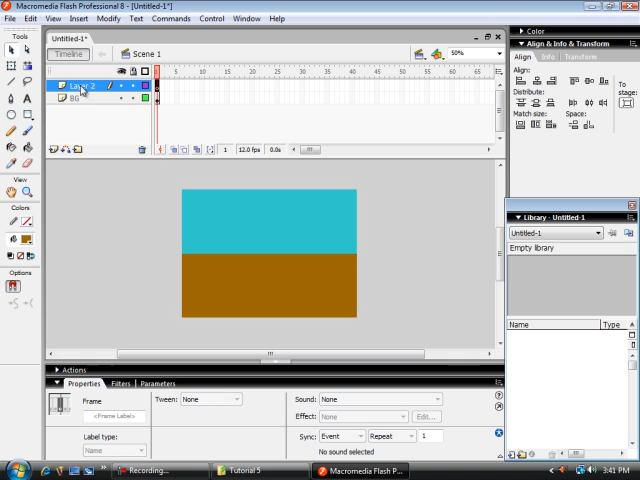 Macromedia Flash Professional 8 - [Untitled-1*]
File Edit View Insert Modify Text Commands Control Window Help
Tools
View
Colors
Options
Untitled-1*
Timeline
Scene 1
50%
5 10 15 20 25 30 35 40 45 50 55 60 65
Layer 2
BG
1 12.0 fps 0.0s
Color
Align & Info & Transform
Align Info Transform
Align:
Distribute:
Match size: Space:
To stage:
Library - Untitled-1
Untitled-1
Empty library
Name Type
Actions
Properties Filters Parameters
Frame
<Frame Label>
Label type:
Name
Tween: None
Sound: None
Effect: None Edit...
Sync: Event Repeat 1
No sound selected
Recording...
Tutorial 5
Macromedia Flash P...
3:41 PM